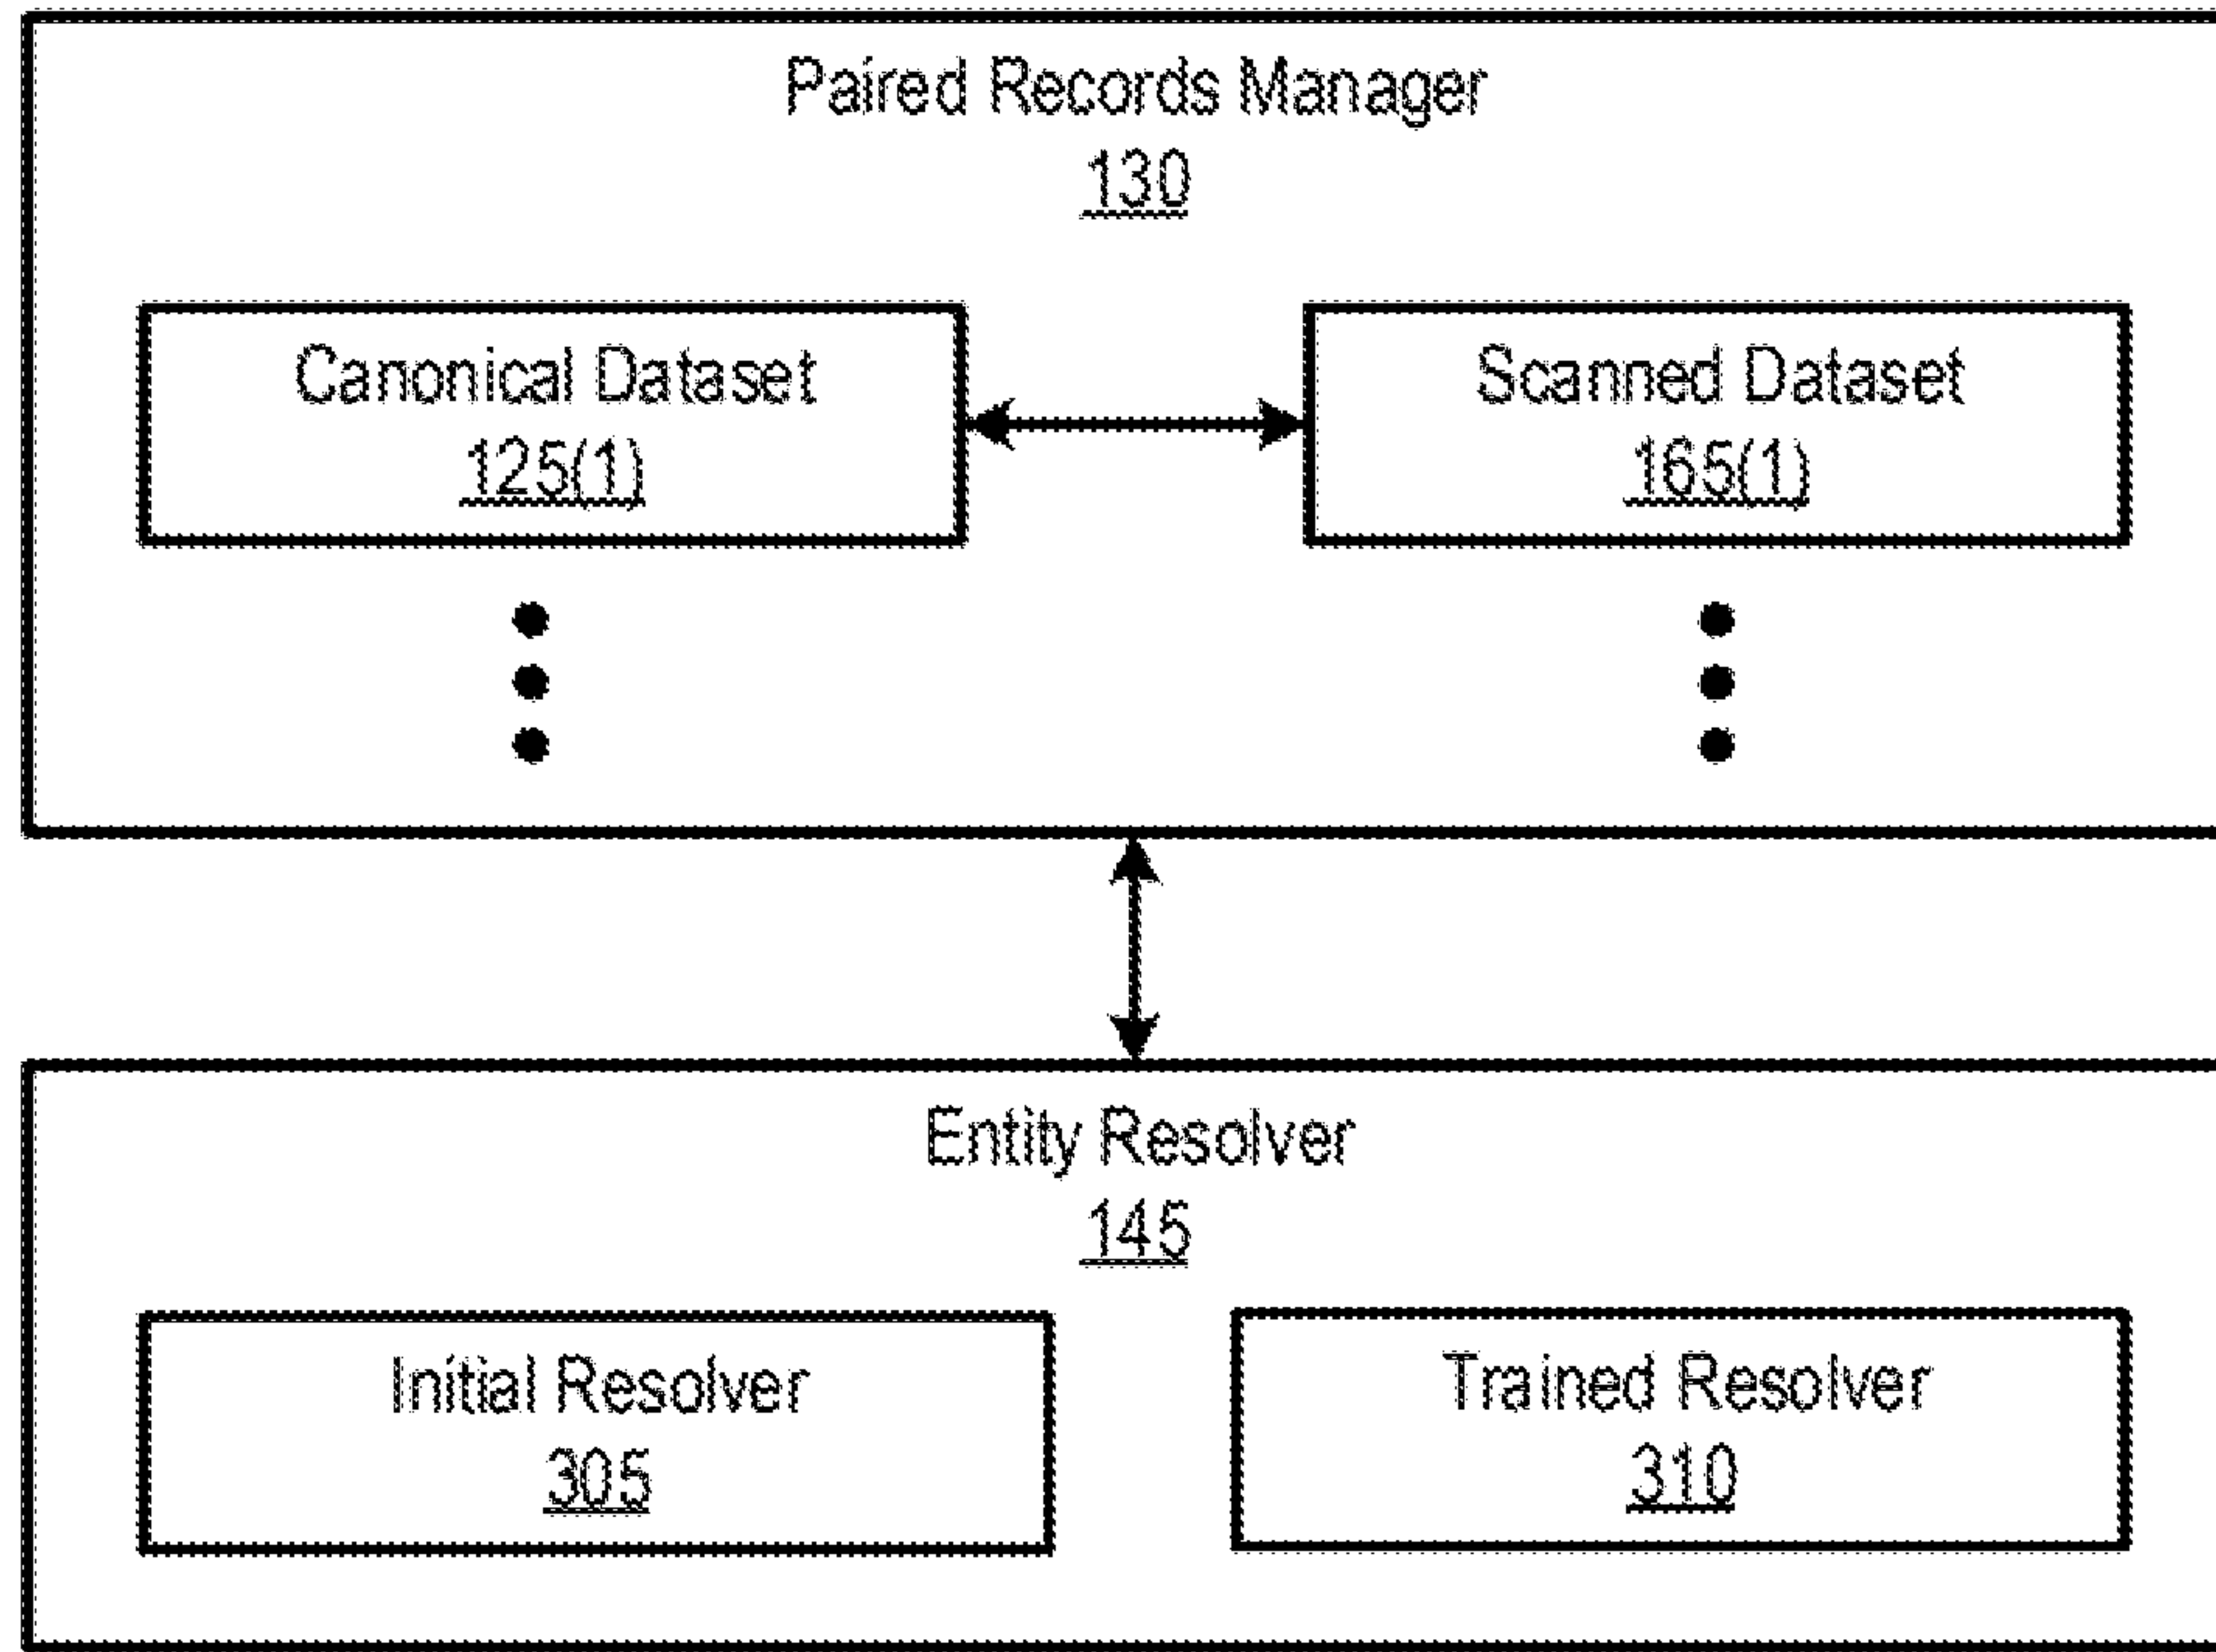 Paired Records Manager
130
Canonical Dataset
125(1)
Scanned Dataset
165(1)
Entity Resolver
145
Initial Resolver
305
Trained Resolver
310